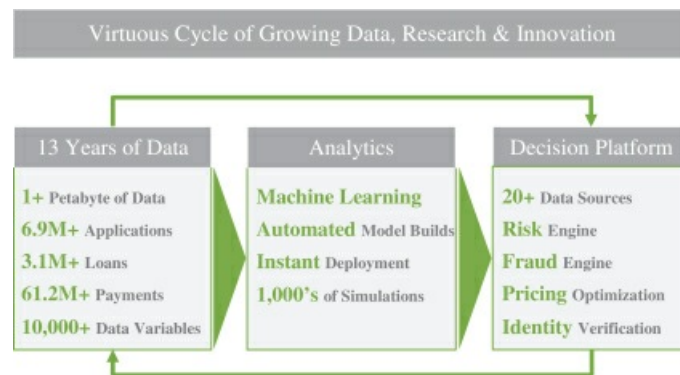 Virtuous Cycle of Growing Data, Research & Innovation
13 Years of Data
1+ Petabyte of Data
6.9M+ Applications
3.1M+ Loans
61.2M+ Payments
10,000+ Data Variables
Analytics
Machine Learning
Automated Model Builds
Instant Deployment
1,000’s of Simulations
Decision Platform
20+ Data Sources
Risk Engine
Fraud Engine
Pricing Optimization
Identity Verification